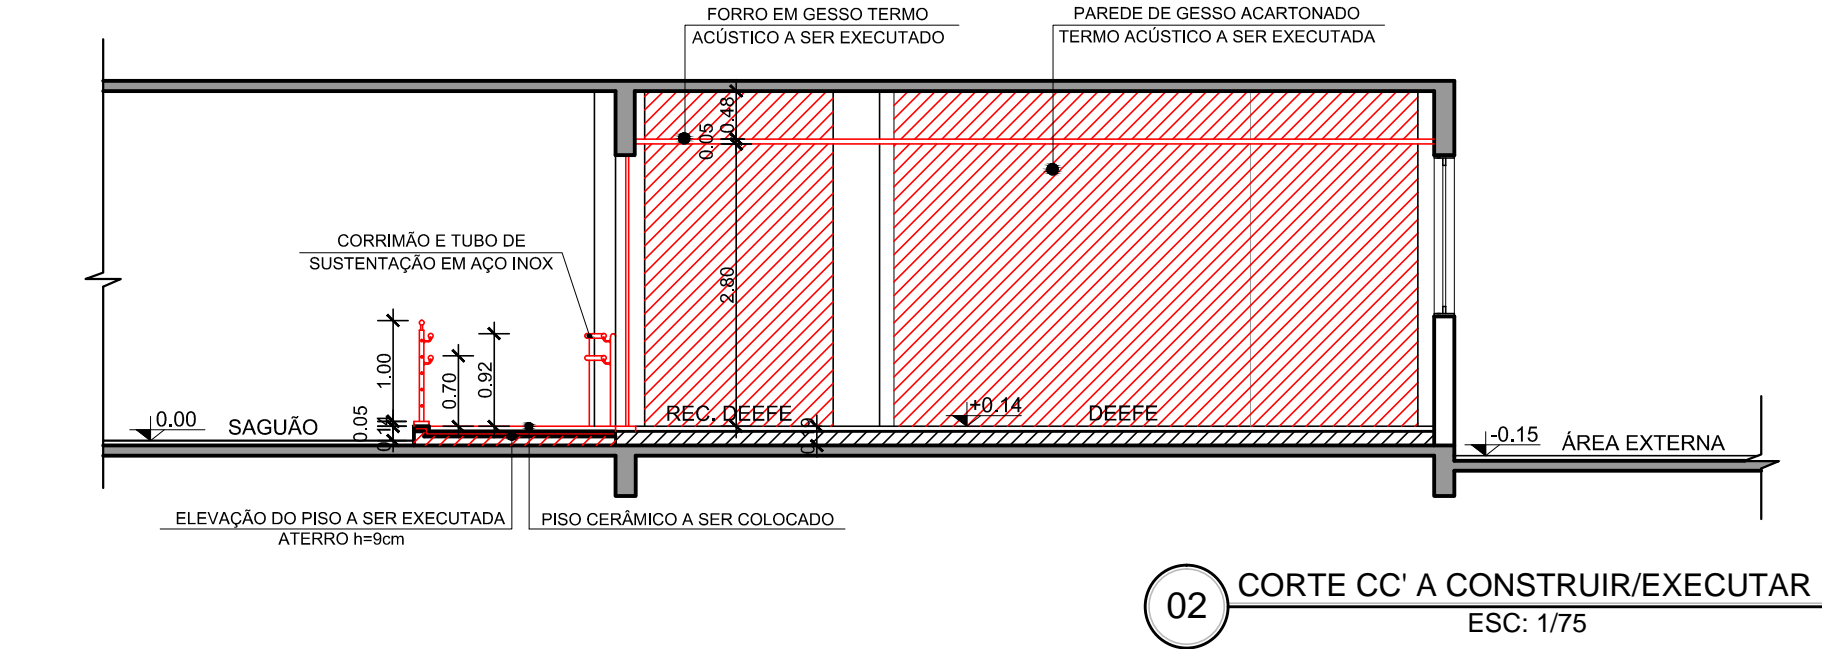 FORRO EM GESSO TERMO
ACÚSTICO A SER EXECUTADO
PAREDE DE GESSO ACARTONADO
TERMO ACÚSTICO A SER EXECUTADA
0.48
0.05
2.80
CORRIMÃO E TUBO DE
SUSTENTAÇÃO EM AÇO INOX
1.00
0.70
0.92
0.05
0.14
0.00
SAGUÃO
REC. DEEFE
+0.14
DEEFE
-0.15
ÁREA EXTERNA
ELEVAÇÃO DO PISO A SER EXECUTADA
ATERRO h=9cm
PISO CERÂMICO A SER COLOCADO
02
CORTE CC' A CONSTRUIR/EXECUTAR
ESC: 1/75